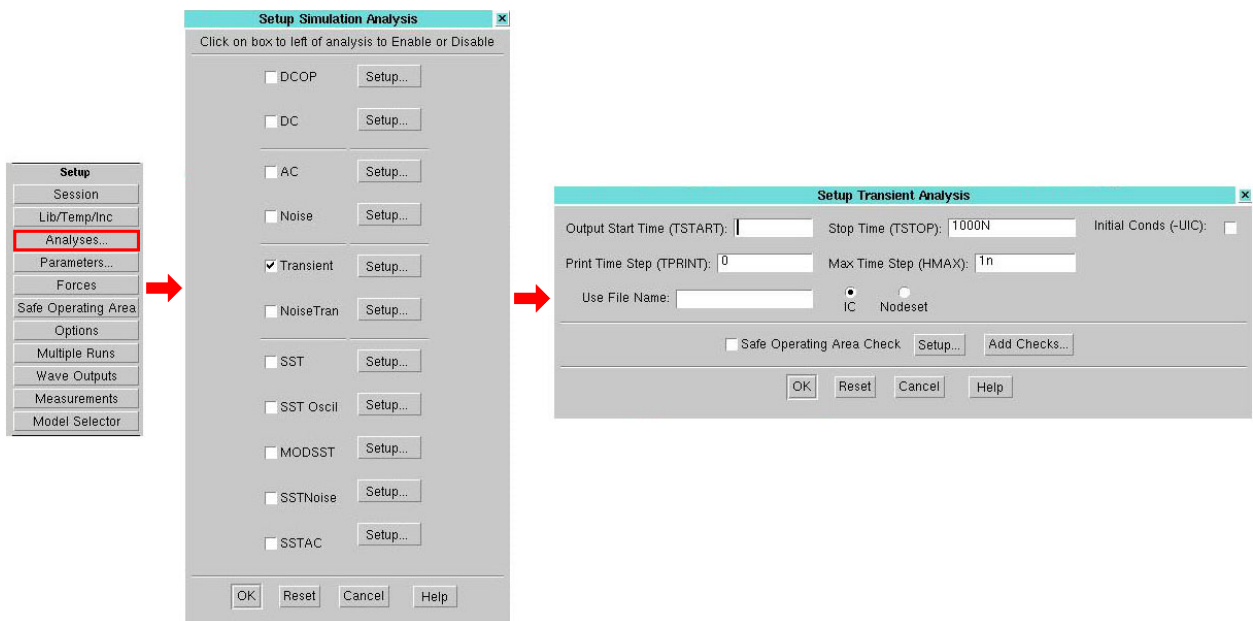 Setup
Session
Lib/Temp/Inc
Analyses...
Parameters...
Forces
Safe Operating Area
Options
Multiple Runs
Wave Outputs
Measurements
Model Selector
Setup Simulation Analysis
Click on box to left of analysis to Enable or Disable
DCOP Setup...
DC Setup...
AC Setup...
Noise Setup...
Transient Setup...
NoiseTran Setup...
SST Setup...
SST Oscil Setup...
MODSST Setup...
SSTNoise Setup...
SSTAC Setup...
OK Reset Cancel Help
Setup Transient Analysis
Output Start Time (TSTART): Stop Time (TSTOP): 1000N Initial Conds (-UIC):
Print Time Step (TPRINT): 0 Max Time Step (HMAX): 1n
Use File Name: IC Nodeset
Safe Operating Area Check Setup... Add Checks...
OK Reset Cancel Help